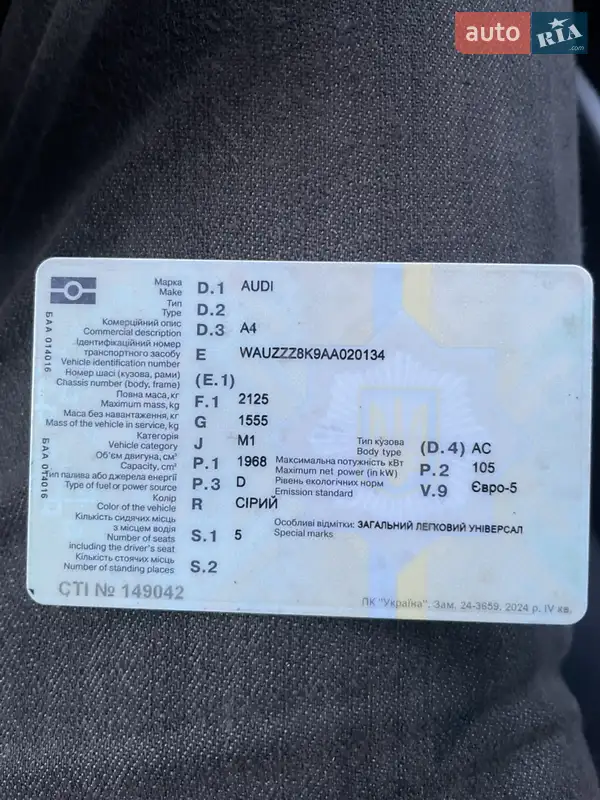 auto RIA.com
Марка D.1 AUDI
Make
Тип D.2
Type
Комерційний опис D.3 A4
Commercial description
Ідентифікаційний номер
транспортного засобу E WAUZZZ8K9AA020134
Vehicle identification number
Номер шасі (кузова, рами) (E.1)
Chassis number (body, frame)
Повна маса, кг F.1 2125
Maximum mass, kg
Маса без навантаження, кг G 1555
Mass of the vehicle in service, kg
Категорія J M1
Vehicle category
Тип кузова (D.4) AC
Body type
Об'єм двигуна, см³ P.1 1968
Capacity, cm³
Максимальна потужність кВт P.2 105
Maximum net power (in kW)
Тип палива або джерела енергії P.3 D
Type of fuel or power source
Рівень екологічних норм V.9 Євро-5
Emission standard
Колір R СІРИЙ
Color of the vehicle
Кількість сидячих місць
з місцем водія S.1 5
Number of seats
including the driver's seat
Особливі відмітки: ЗАГАЛЬНИЙ ЛЕГКОВИЙ УНІВЕРСАЛ
Special marks
Кількість стоячих місць S.2
Number of standing places
СТІ № 149042
ПК "Україна". Зам. 24-3659. 2024 р. IV кв.
БАА 014016
БАА 014016